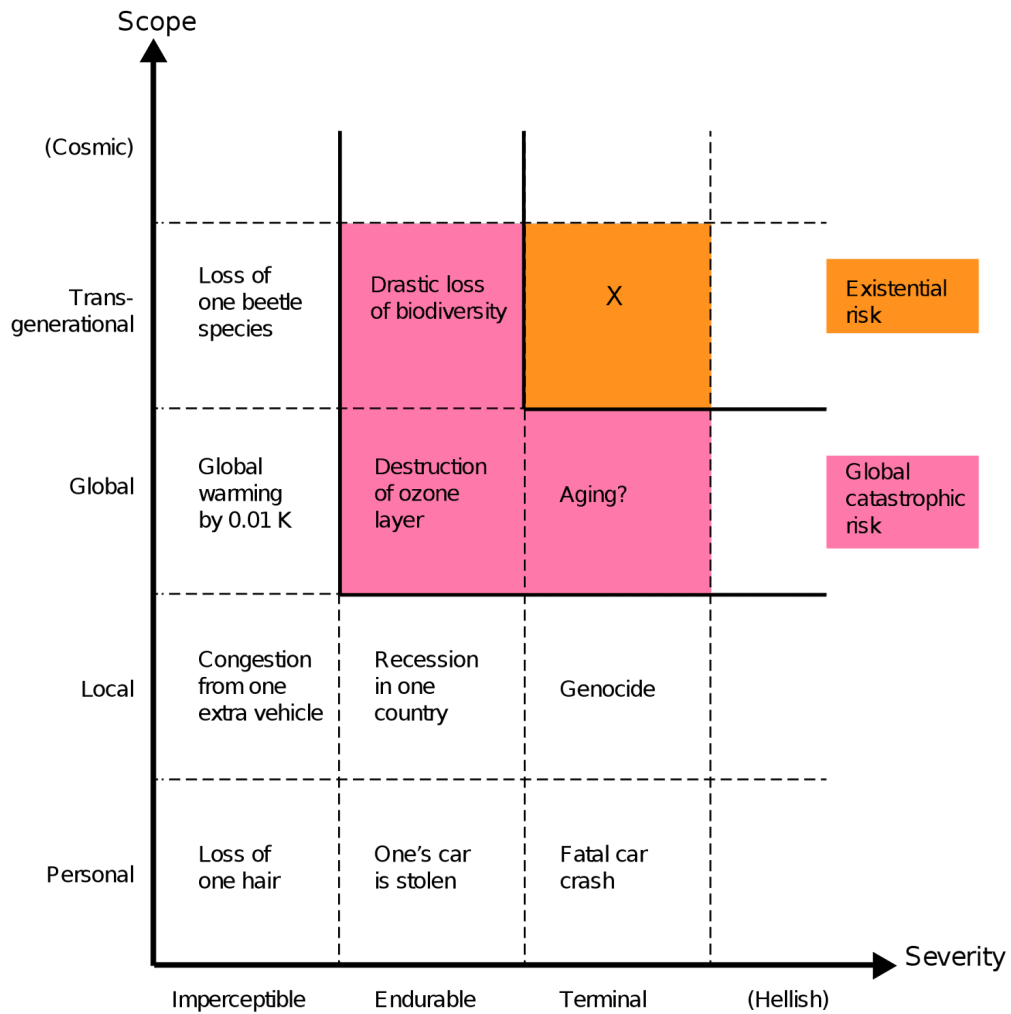 Scope
(Cosmic)
Trans-
generational
Loss of
one beetle
species
Drastic loss
of biodiversity
X
Existential
risk
Global
Global
warming
by 0.01 K
Destruction
of ozone
layer
Aging?
Global
catastrophic
risk
Local
Congestion
from one
extra vehicle
Recession
in one
country
Genocide
Personal
Loss of
one hair
One’s car
is stolen
Fatal car
crash
Severity
Imperceptible
Endurable
Terminal
(Hellish)